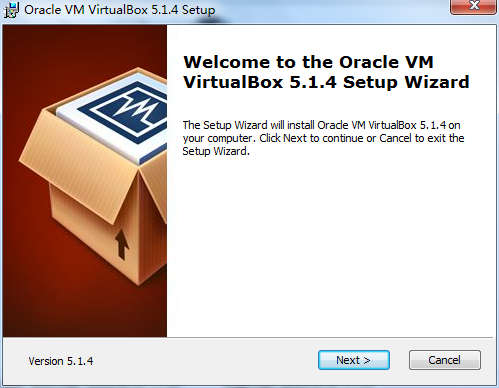 Oracle VM VirtualBox 5.1.4 Setup
Welcome to the Oracle VM
VirtualBox 5.1.4 Setup Wizard
The Setup Wizard will install Oracle VM VirtualBox 5.1.4 on
your computer. Click Next to continue or Cancel to exit the
Setup Wizard.
Version 5.1.4
Next >
Cancel